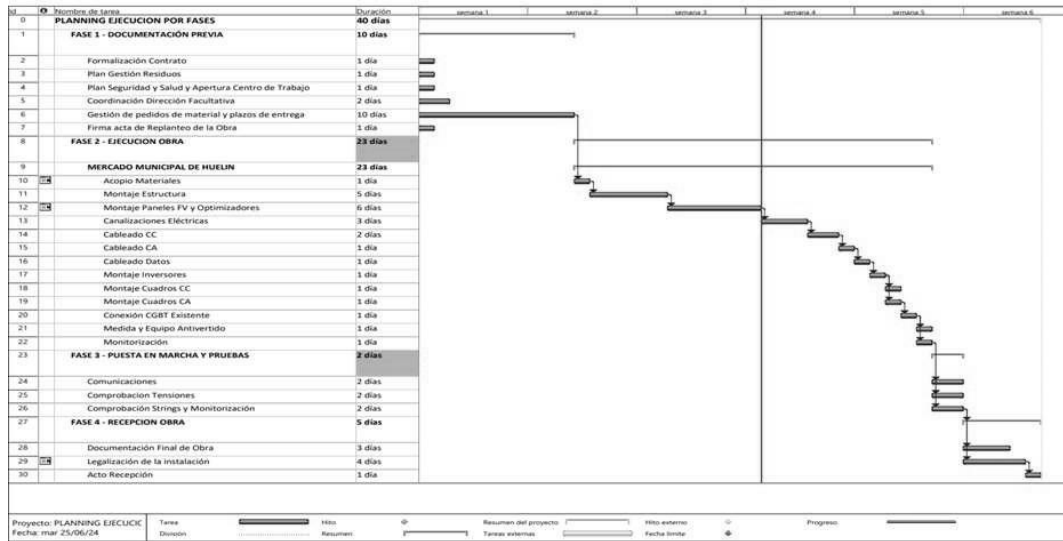 Id Nombre de tarea Duración semana 1 semana 2 semana 3 semana 4 semana 5 semana 6
0 PLANNING EJECUCION POR FASES 40 días
1 FASE 1 - DOCUMENTACIÓN PREVIA 10 días
2 Formalización Contrato 1 día
3 Plan Gestión Residuos 1 día
4 Plan Seguridad y Salud y Apertura Centro de Trabajo 1 día
5 Coordinación Dirección Facultativa 2 días
6 Gestión de pedidos de material y plazos de entrega 10 días
7 Firma acta de Replanteo de la Obra 1 día
8 FASE 2 - EJECUCION OBRA 23 días
9 MERCADO MUNICIPAL DE HUELIN 23 días
10 Acopio Materiales 1 día
11 Montaje Estructura 5 días
12 Montaje Paneles FV y Optimizadores 6 días
13 Canalizaciones Eléctricas 3 días
14 Cableado CC 2 días
15 Cableado CA 1 día
16 Cableado Datos 1 día
17 Montaje Inversores 1 día
18 Montaje Cuadros CC 1 día
19 Montaje Cuadros CA 1 día
20 Conexión CGBT Existente 1 día
21 Medida y Equipo Antivertido 1 día
22 Monitorización 1 día
23 FASE 3 - PUESTA EN MARCHA Y PRUEBAS 2 días
24 Comunicaciones 2 días
25 Comprobacion Tensiones 2 días
26 Comprobación Strings y Monitorización 2 días
27 FASE 4 - RECEPCION OBRA 5 días
28 Documentación Final de Obra 3 días
29 Legalización de la instalación 4 días
30 Acto Recepción 1 día
Proyecto: PLANNING EJECUCIC
Fecha: mar 25/06/24
Tarea Hito Resumen del proyecto Hito externo Progreso
División Resumen Tareas externas Fecha límite